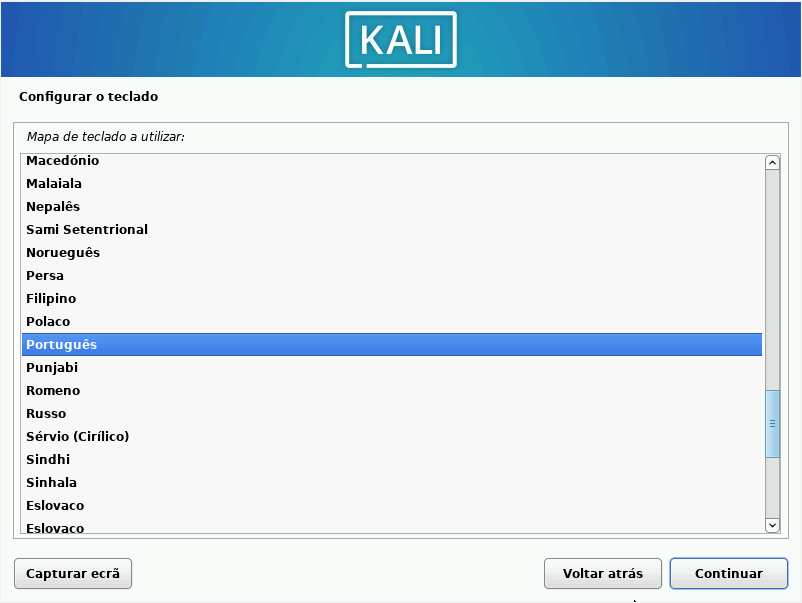 KALI
Configurar o teclado
Mapa de teclado a utilizar:
Macedónio
Malaiala
Nepalês
Sami Setentrional
Norueguês
Persa
Filipino
Polaco
Português
Punjabi
Romeno
Russo
Sérvio (Cirílico)
Sindhi
Sinhala
Eslovaco
Eslovaco
Capturar ecrã
Voltar atrás
Continuar